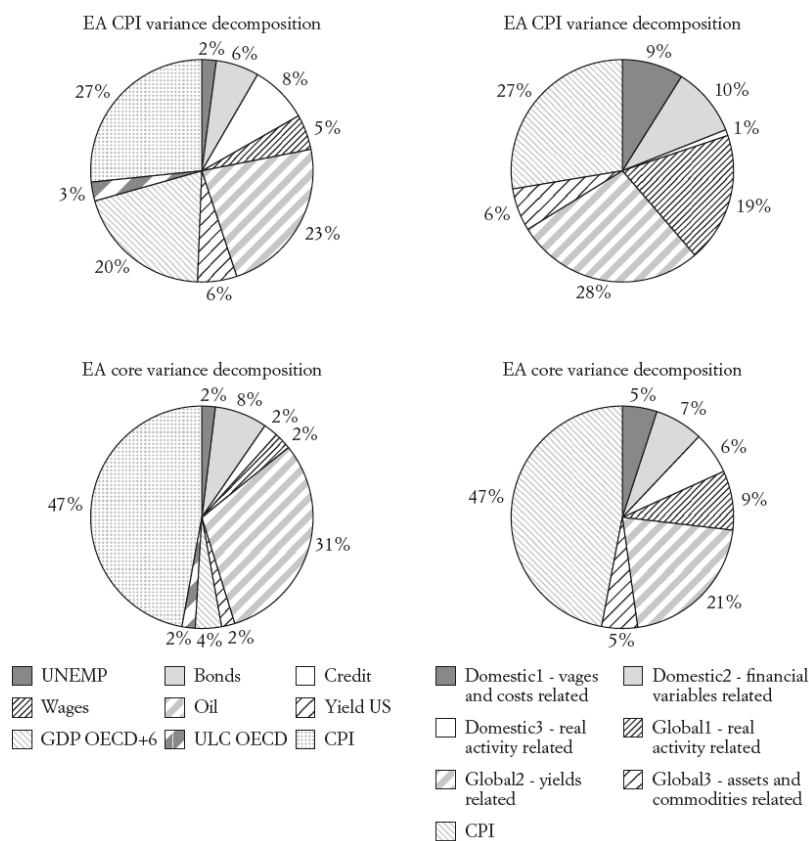 EA CPI variance decomposition
2%
6%
8%
5%
23%
6%
20%
3%
27%
EA CPI variance decomposition
9%
10%
1%
19%
28%
6%
27%
EA core variance decomposition
2%
8%
2%
2%
31%
2%
4%
2%
47%
EA core variance decomposition
5%
7%
6%
9%
21%
5%
47%
UNEMP
Bonds
Credit
Wages
Oil
Yield US
GDP OECD+6
ULC OECD
CPI
Domestic1 - vages
and costs related
Domestic2 - financial
variables related
Domestic3 - real
activity related
Global1 - real
activity related
Global2 - yields
related
Global3 - assets and
commodities related
CPI